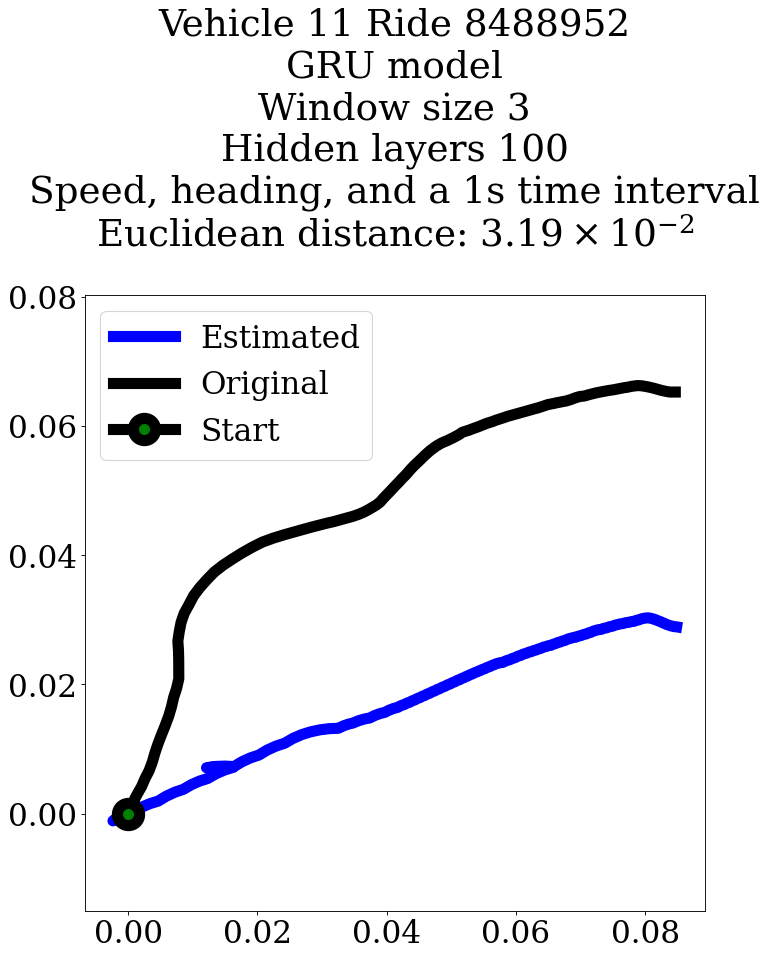 Vehicle 11 Ride 8488952
GRU model
Window size 3
Hidden layers 100
Speed, heading, and a 1s time interval
Euclidean distance: 3.19 × 10⁻²
0.08
0.06
0.04
0.02
0.00
Estimated
Original
Start
0.00 0.02 0.04 0.06 0.08